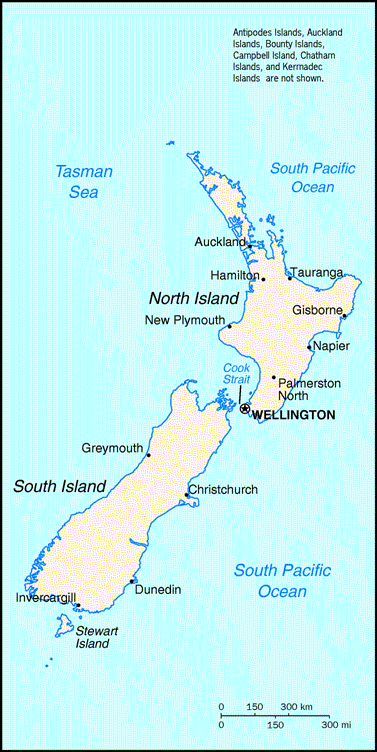 Antipodes Islands, Auckland
Islands, Bounty Islands,
Campbell Island, Chatham
Islands, and Kermadec
Islands are not shown.
Tasman
Sea
South Pacific
Ocean
Auckland
Hamilton
Tauranga
North Island
Gisborne
New Plymouth
Napier
Cook
Strait
Palmerston
North
WELLINGTON
Greymouth
South Island
Christchurch
South Pacific
Ocean
Dunedin
Invercargill
Stewart
Island
0 150 300 km
0 150 300 mi